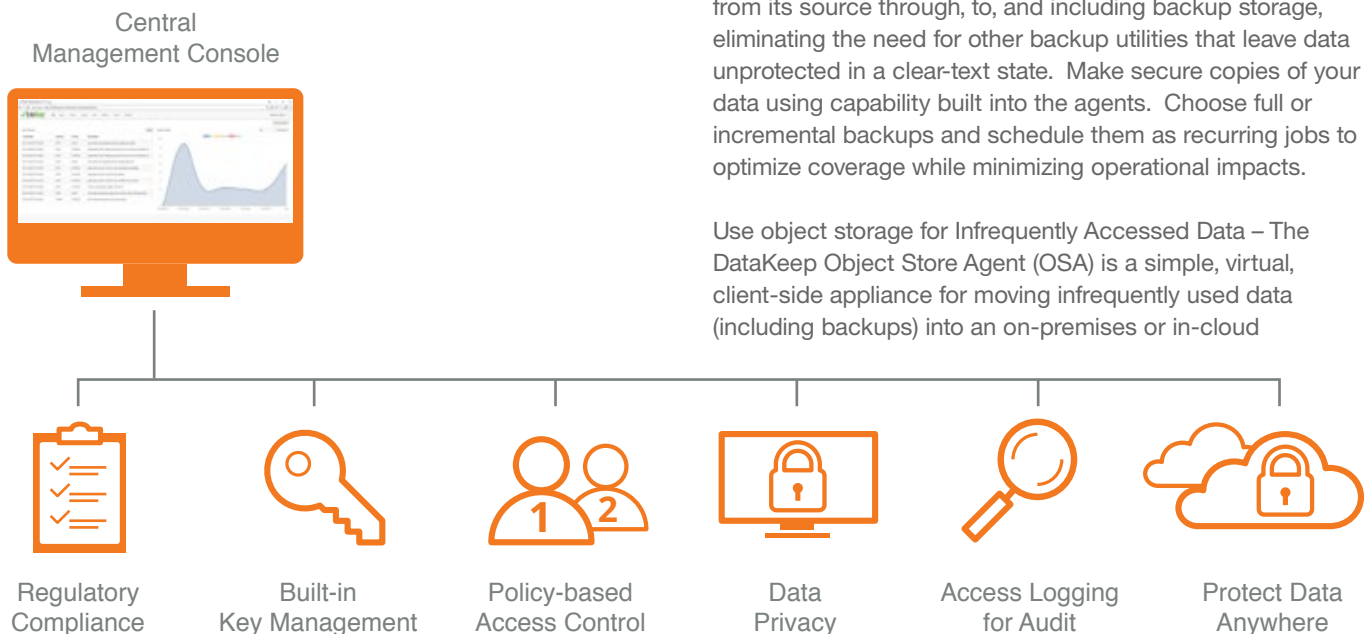 Central
Management Console
from its source through, to, and including backup storage,
eliminating the need for other backup utilities that leave data
unprotected in a clear-text state. Make secure copies of your
data using capability built into the agents. Choose full or
incremental backups and schedule them as recurring jobs to
optimize coverage while minimizing operational impacts.
Use object storage for Infrequently Accessed Data – The
DataKeep Object Store Agent (OSA) is a simple, virtual,
client-side appliance for moving infrequently used data
(including backups) into an on-premises or in-cloud
1
2
Regulatory
Compliance
Built-in
Key Management
Policy-based
Access Control
Data
Privacy
Access Logging
for Audit
Protect Data
Anywhere